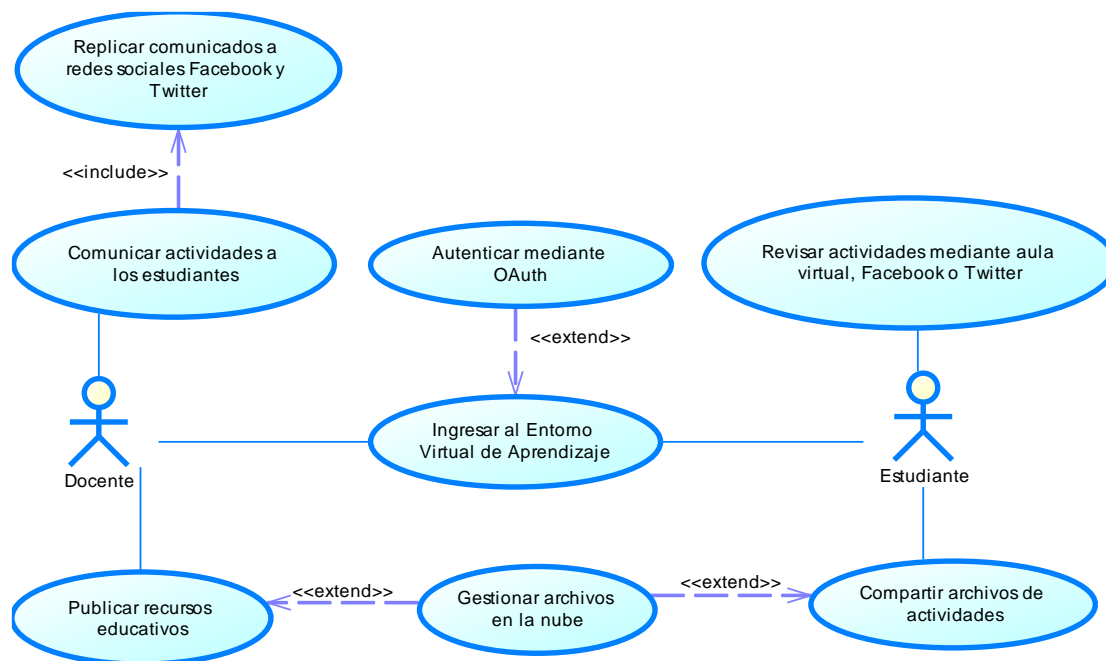 Replicar comunicados a
redes sociales Facebook y
Twitter
<<include>>
Comunicar actividades a
los estudiantes
Autenticar mediante
OAuth
Revisar actividades mediante aula
virtual, Facebook o Twitter
<<extend>>
Ingresar al Entorno
Virtual de Aprendizaje
Docente
Estudiante
<<extend>>
<<extend>>
Publicar recursos
educativos
Gestionar archivos
en la nube
Compartir archivos de
actividades